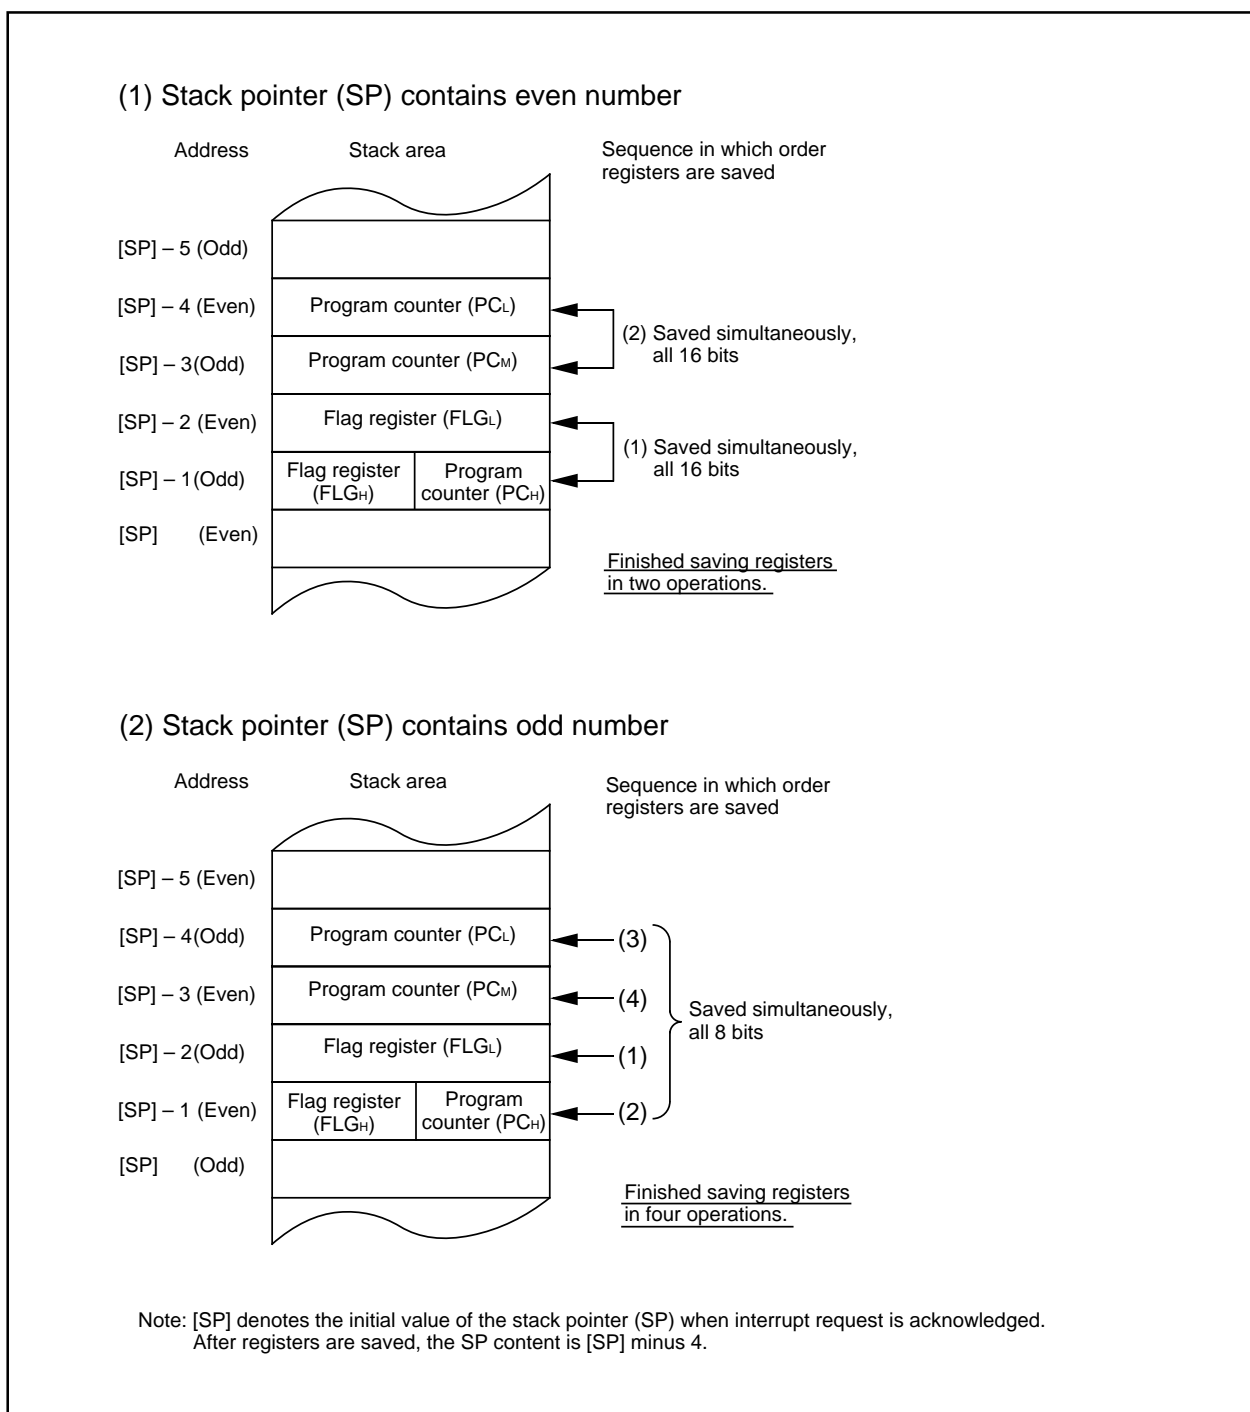 (1) Stack pointer (SP) contains even number
Address Stack area Sequence in which order
registers are saved
[SP] – 5 (Odd)
[SP] – 4 (Even) Program counter (PCL)
(2) Saved simultaneously,
all 16 bits
[SP] – 3(Odd) Program counter (PCM)
[SP] – 2 (Even) Flag register (FLGL)
(1) Saved simultaneously,
all 16 bits
[SP] – 1(Odd) Flag register
(FLGH) Program
counter (PCH)
[SP] (Even)
Finished saving registers
in two operations.
(2) Stack pointer (SP) contains odd number
Address Stack area Sequence in which order
registers are saved
[SP] – 5 (Even)
[SP] – 4(Odd) Program counter (PCL) (3)
[SP] – 3 (Even) Program counter (PCM) (4)
Saved simultaneously,
all 8 bits
[SP] – 2(Odd) Flag register (FLGL) (1)
[SP] – 1 (Even) Flag register
(FLGH) Program
counter (PCH) (2)
[SP] (Odd)
Finished saving registers
in four operations.
Note: [SP] denotes the initial value of the stack pointer (SP) when interrupt request is acknowledged.
After registers are saved, the SP content is [SP] minus 4.